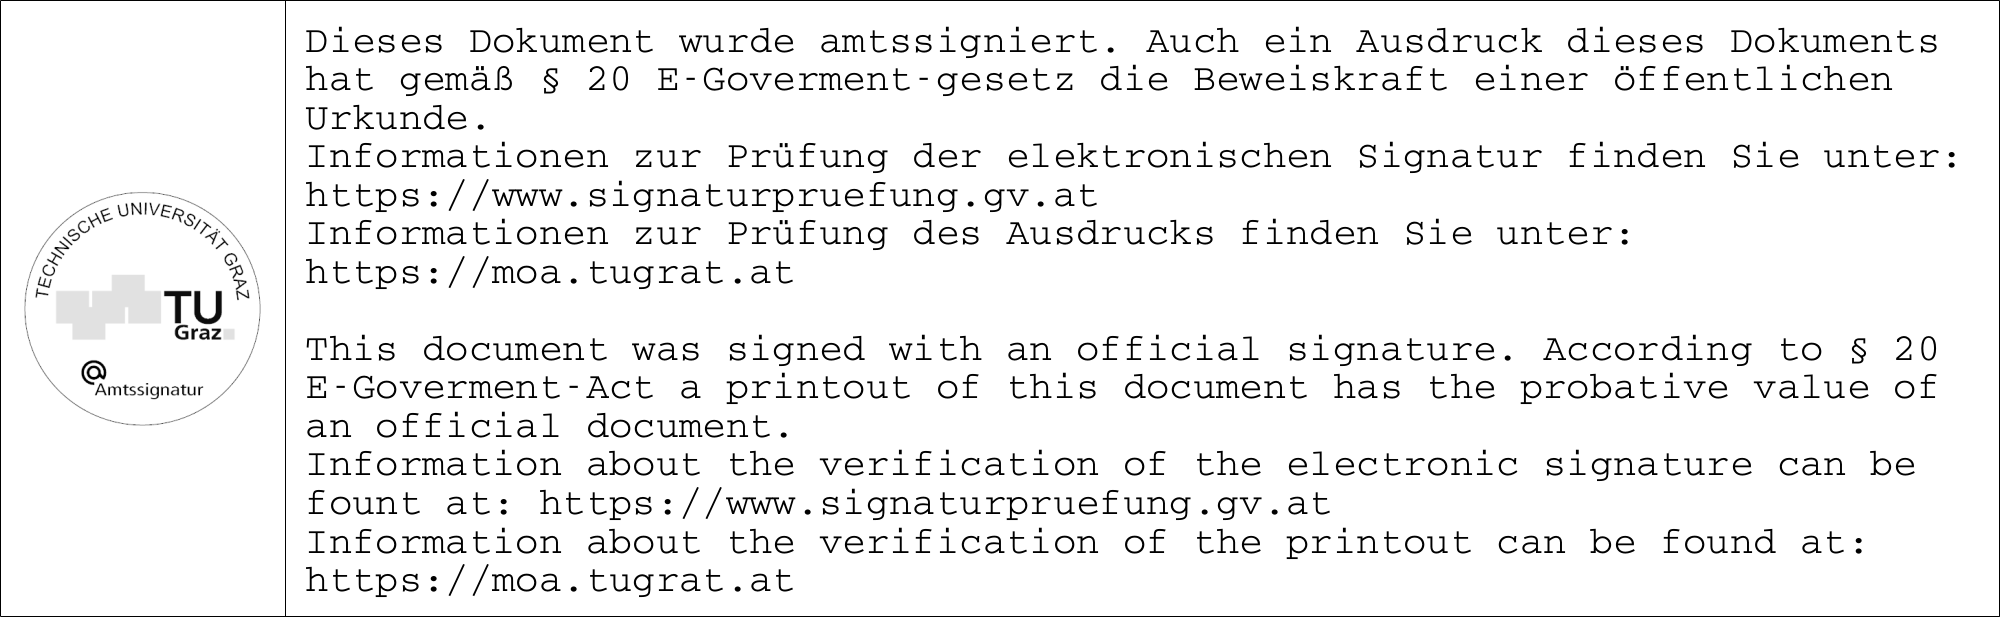 TECHNISCHE UNIVERSITÄT GRAZ
TU
Graz
@
Amtssignatur
Dieses Dokument wurde amtssigniert. Auch ein Ausdruck dieses Dokuments
hat gemäß § 20 E-Goverment-gesetz die Beweiskraft einer öffentlichen
Urkunde.
Informationen zur Prüfung der elektronischen Signatur finden Sie unter:
https://www.signaturpruefung.gv.at
Informationen zur Prüfung des Ausdrucks finden Sie unter:
https://moa.tugrat.at
This document was signed with an official signature. According to § 20
E-Goverment-Act a printout of this document has the probative value of
an official document.
Information about the verification of the electronic signature can be
fount at: https://www.signaturpruefung.gv.at
Information about the verification of the printout can be found at:
https://moa.tugrat.at